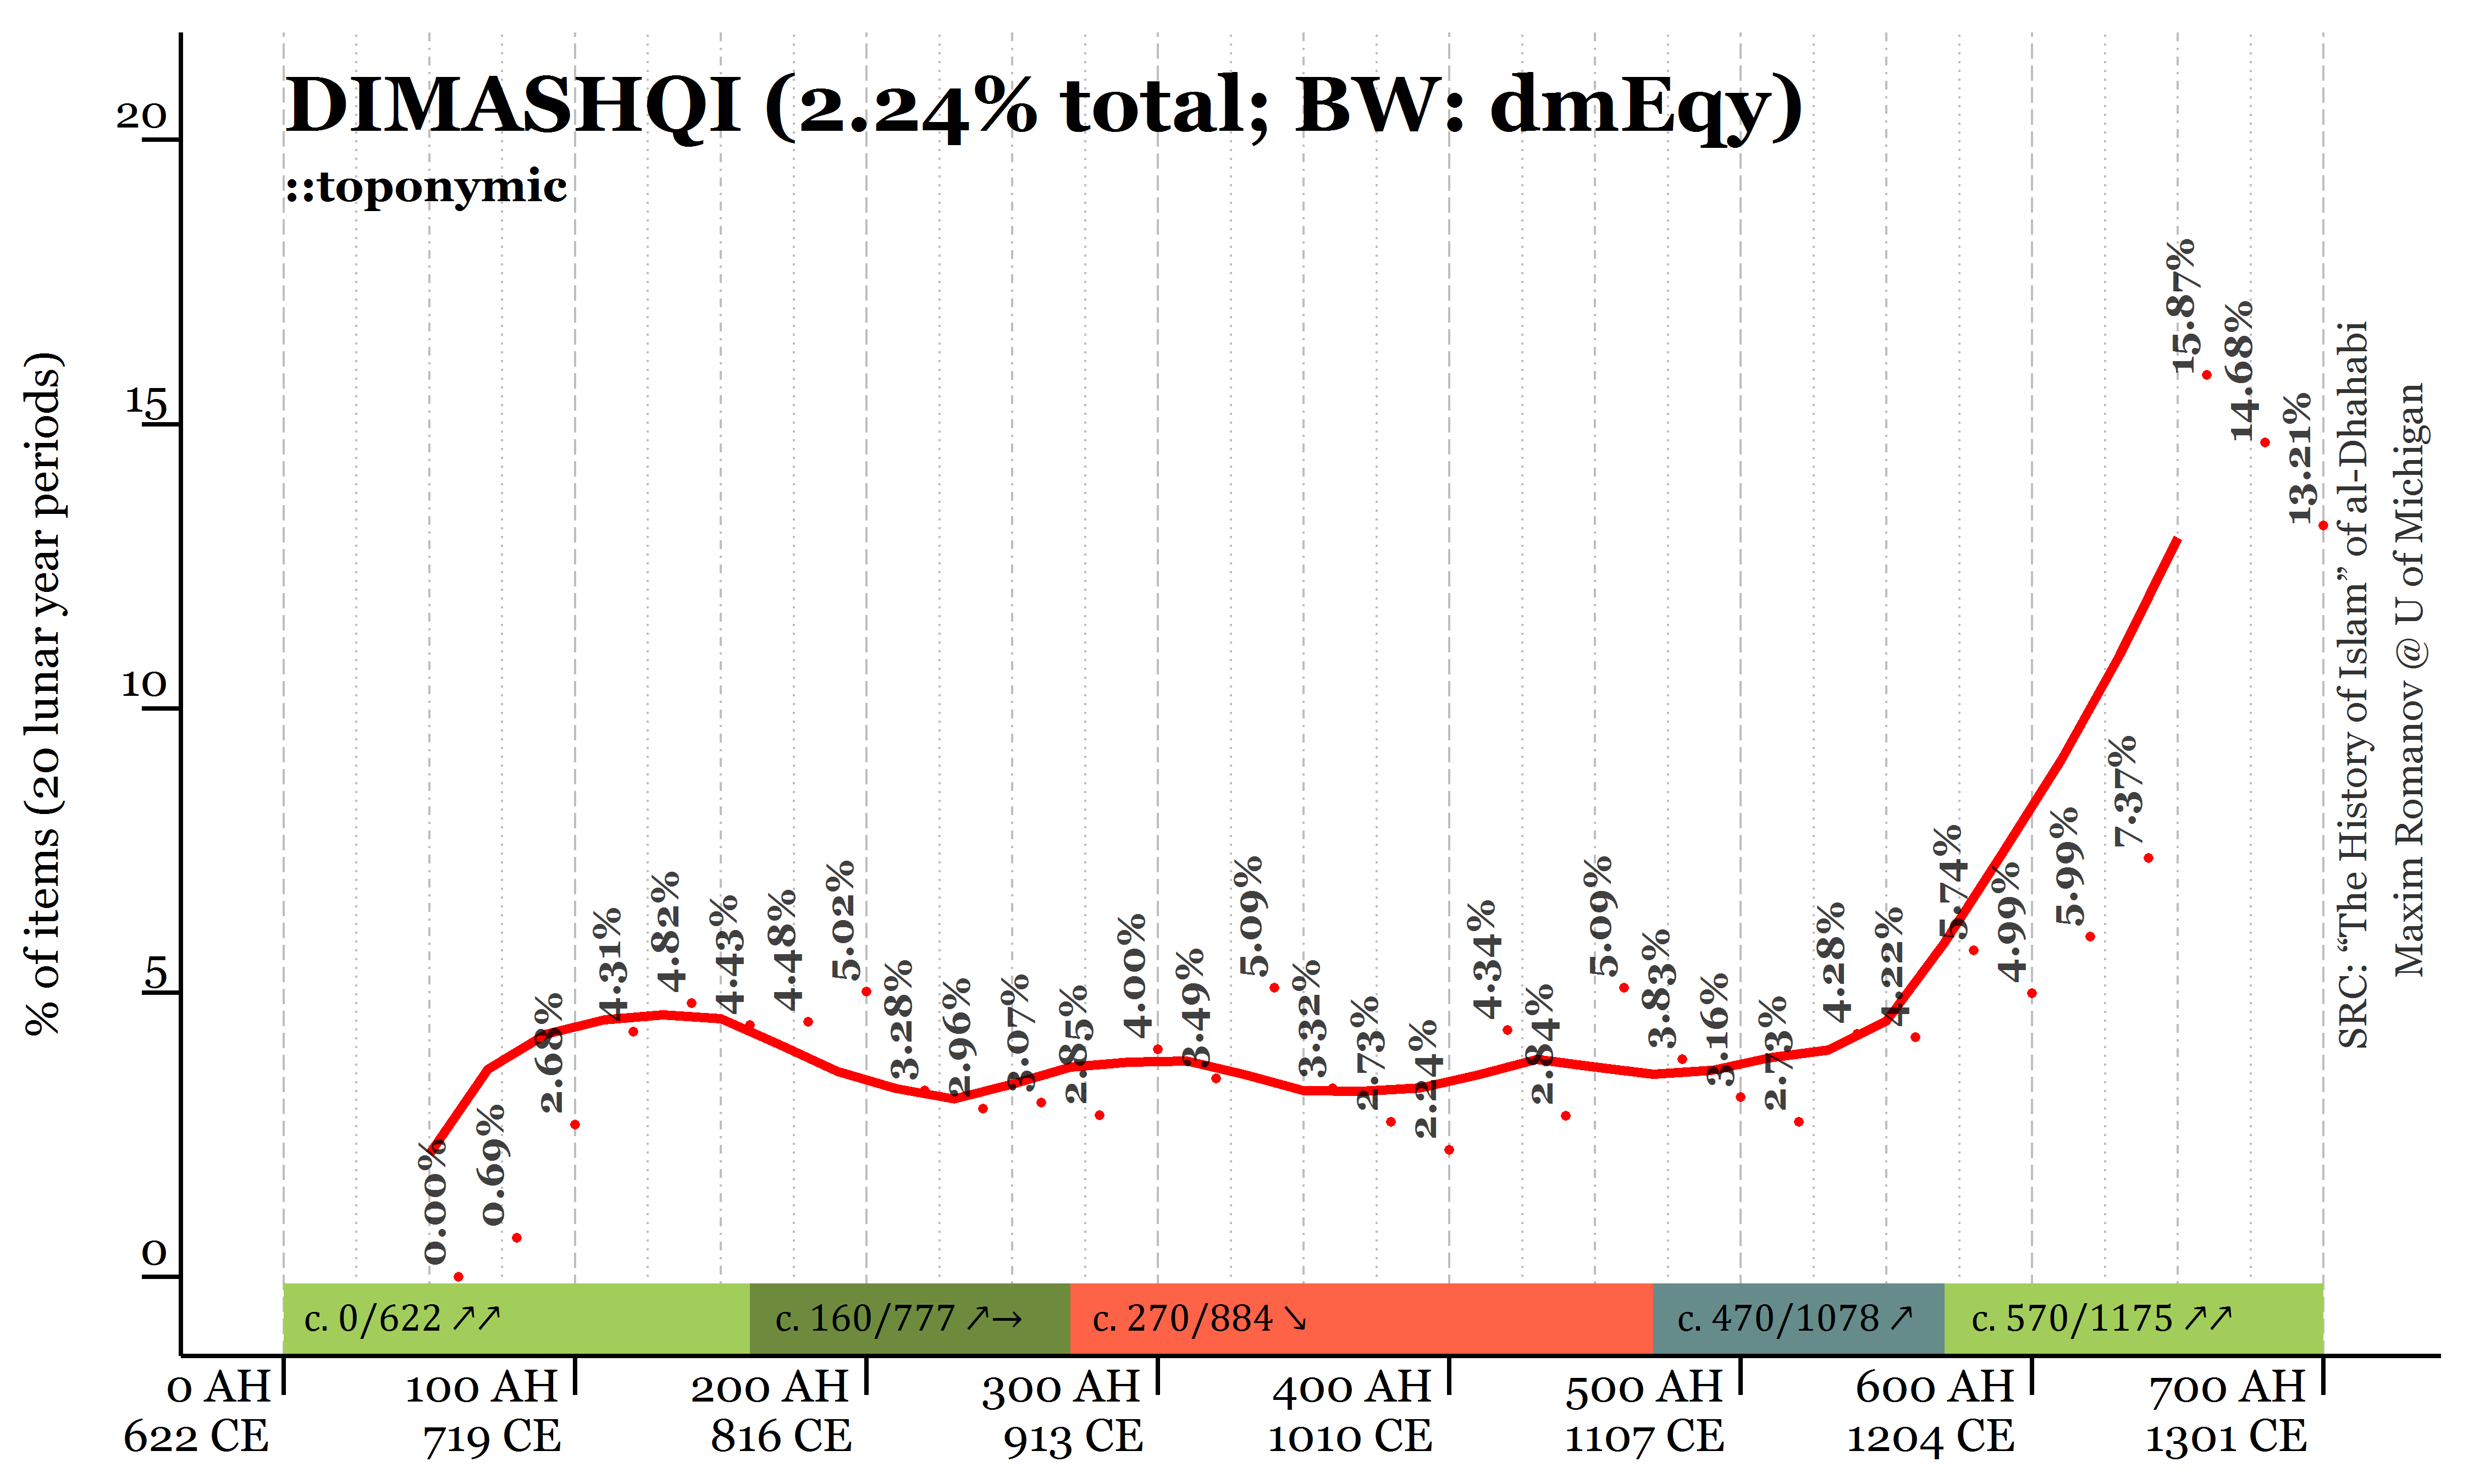 DIMASHQI (2.24% total; BW: dmEqy)
::toponymic
% of items (20 lunar year periods)
20
15
10
5
0
0.00%
0.69%
2.68%
4.31%
4.82%
4.43%
4.48%
5.02%
3.28%
2.96%
3.07%
2.85%
4.00%
3.49%
5.09%
3.32%
2.73%
2.24%
4.34%
2.84%
5.09%
3.83%
3.16%
2.73%
4.28%
4.22%
5.74%
4.99%
5.99%
7.37%
15.87%
14.68%
13.21%
SRC: “The History of Islam” of al-Dhahabi
Maxim Romanov @ U of Michigan
c. 0/622 ↗↗
c. 160/777 ↗→
c. 270/884 ↘
c. 470/1078 ↗
c. 570/1175 ↗↗
0 AH
622 CE
100 AH
719 CE
200 AH
816 CE
300 AH
913 CE
400 AH
1010 CE
500 AH
1107 CE
600 AH
1204 CE
700 AH
1301 CE